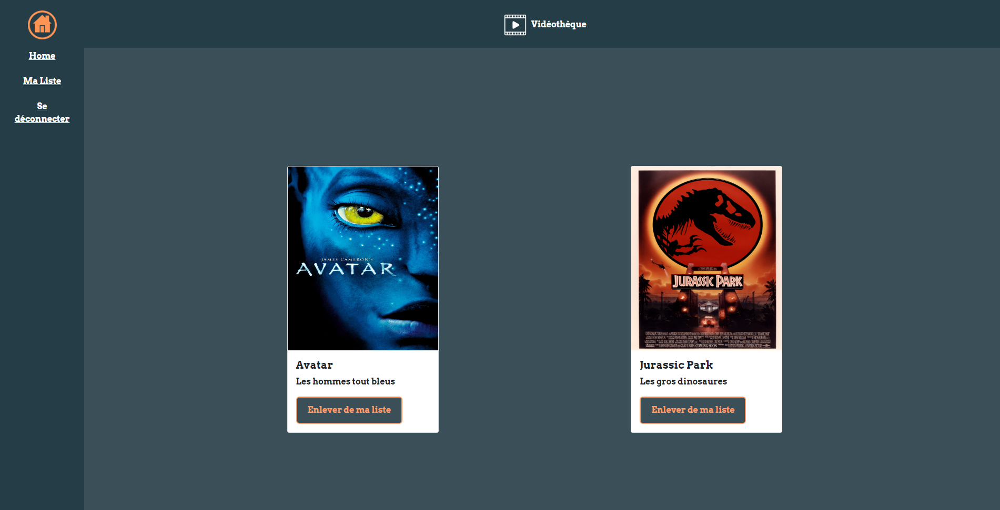 Vidéothèque
Home
Ma Liste
Se
déconnecter
JAMES CAMERON'S
AVATAR
JURASSIC PARK
COMING SOON
Avatar
Les hommes tout bleus
Enlever de ma liste
Jurassic Park
Les gros dinosaures
Enlever de ma liste